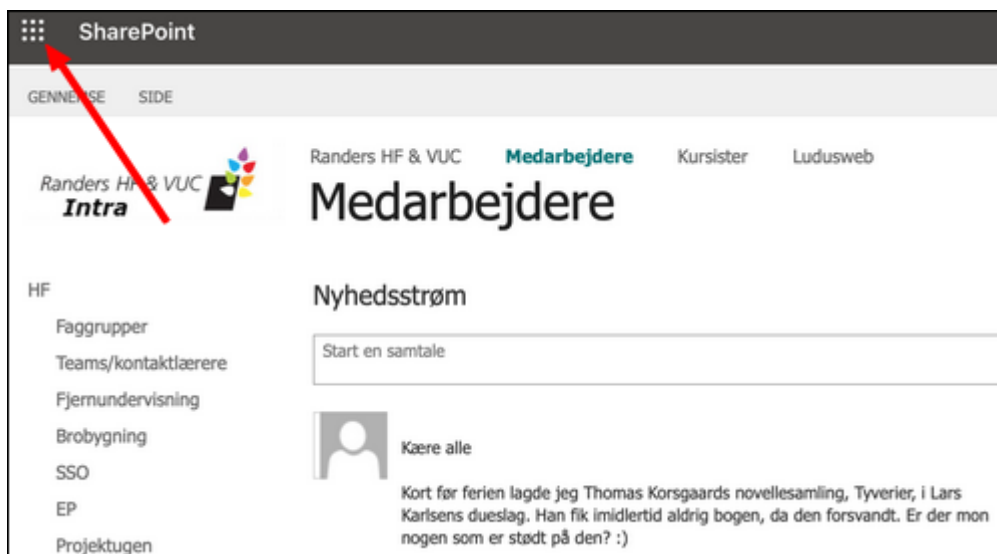 SharePoint
GENNEMSE SIDE
Randers HF & VUC
Intra
Randers HF & VUC Medarbejdere Kursister Ludusweb
Medarbejdere
HF
Faggrupper
Teams/kontaktlærere
Fjernundervisning
Brobygning
SSO
EP
Projektugen
Nyhedsstrøm
Start en samtale
Kære alle
Kort før ferien lagde jeg Thomas Korsgaards novellesamling, Tyverier, i Lars
Karlsens dueslag. Han fik imidlertid aldrig bogen, da den forsvandt. Er der mon
nogen som er stødt på den? :)